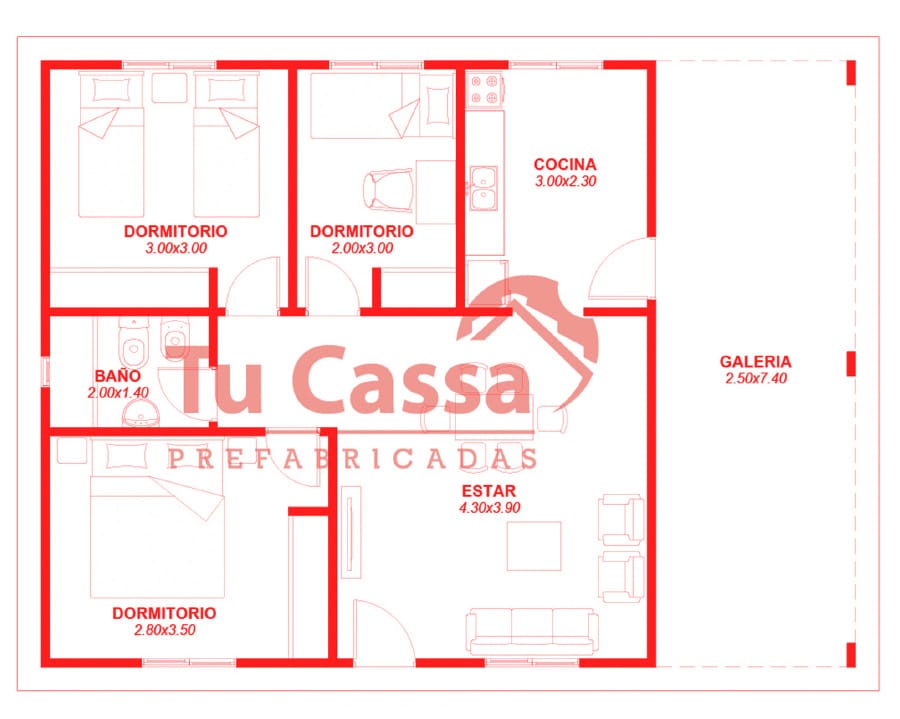 COCINA
3.00x2.30
DORMITORIO
3.00x3.00
DORMITORIO
2.00x3.00
Tu Cassa
PREFABRICADAS
BAÑO
2.00x1.40
GALERIA
2.50x7.40
ESTAR
4.30x3.90
DORMITORIO
2.80x3.50